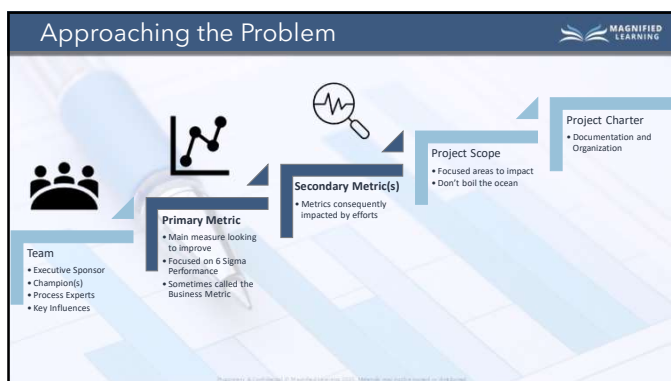 Approaching the Problem
MAGNIFIED
LEARNING
Team
• Executive Sponsor
• Champion(s)
• Process Experts
• Key Influences
Primary Metric
• Main measure looking
to improve
• Focused on 6 Sigma
Performance
• Sometimes called the
Business Metric
Secondary Metric(s)
• Metrics consequently
impacted by efforts
Project Scope
• Focused areas to impact
• Don't boil the ocean
Project Charter
• Documentation and
Organization